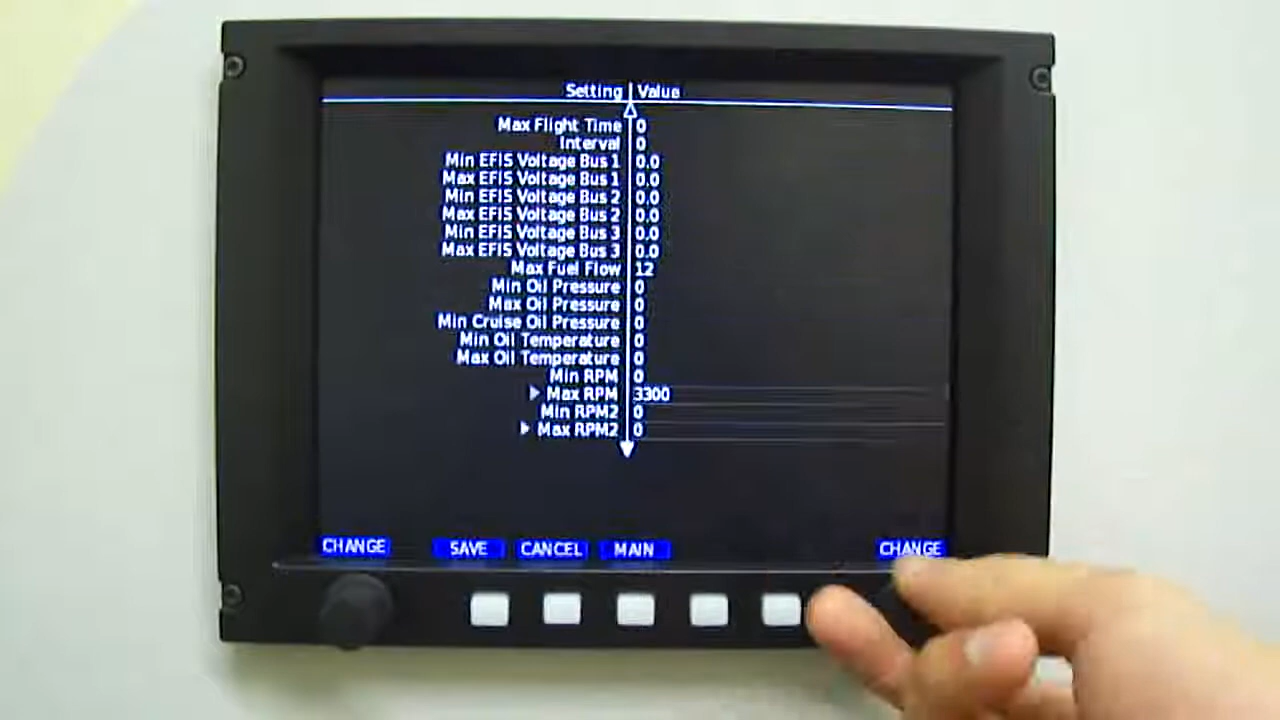 Setting Value
Max Flight Time 0
Interval 0
Min EFIS Voltage Bus 1 0.0
Max EFIS Voltage Bus 1 0.0
Min EFIS Voltage Bus 2 0.0
Max EFIS Voltage Bus 2 0.0
Min EFIS Voltage Bus 3 0.0
Max EFIS Voltage Bus 3 0.0
Max Fuel Flow 12
Min Oil Pressure 0
Max Oil Pressure 0
Min Cruise Oil Pressure 0
Min Oil Temperature 0
Max Oil Temperature 0
Min RPM 0
Max RPM 3300
Min RPM2 0
Max RPM2 0
CHANGE SAVE CANCEL MAIN CHANGE